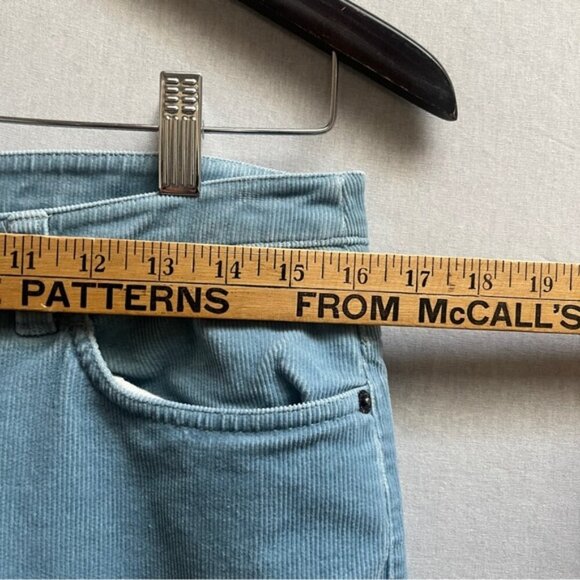 11 12 13 14 15 16 17 18 19
PATTERNS FROM McCALL'S